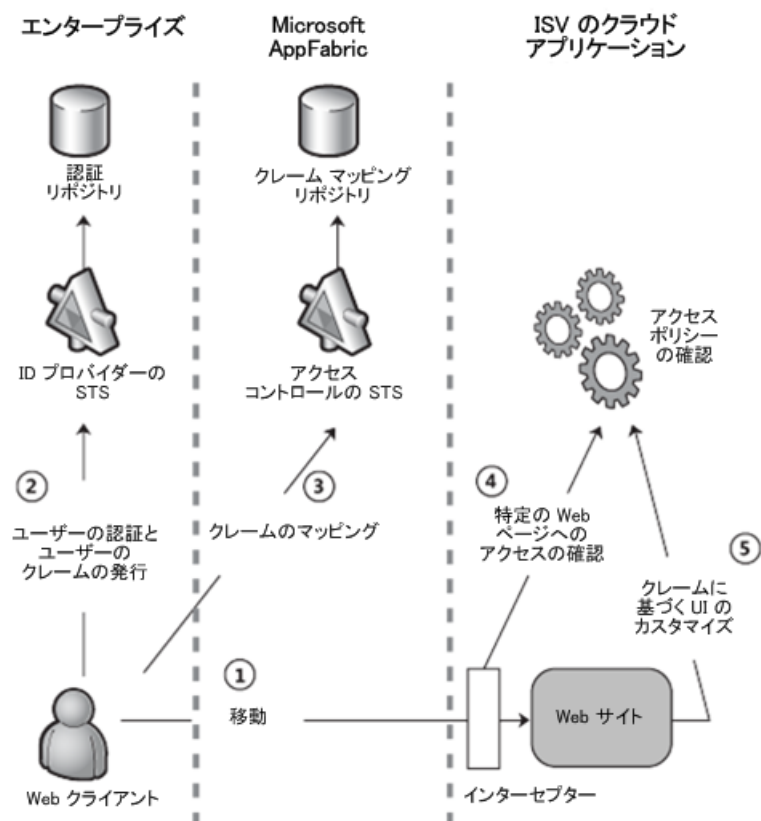 エンタープライズ
Microsoft
AppFabric
ISV のクラウド
アプリケーション
認証
リポジトリ
クレーム マッピング
リポジトリ
ID プロバイダーの
STS
アクセス
コントロールの STS
アクセス
ポリシー
の確認
②
ユーザーの認証と
ユーザーの
クレームの発行
③
クレームのマッピング
④
特定の Web
ページへの
アクセスの確認
⑤
クレームに
基づく UI の
カスタマイズ
①
移動
Web サイト
Web クライアント
インターセプター